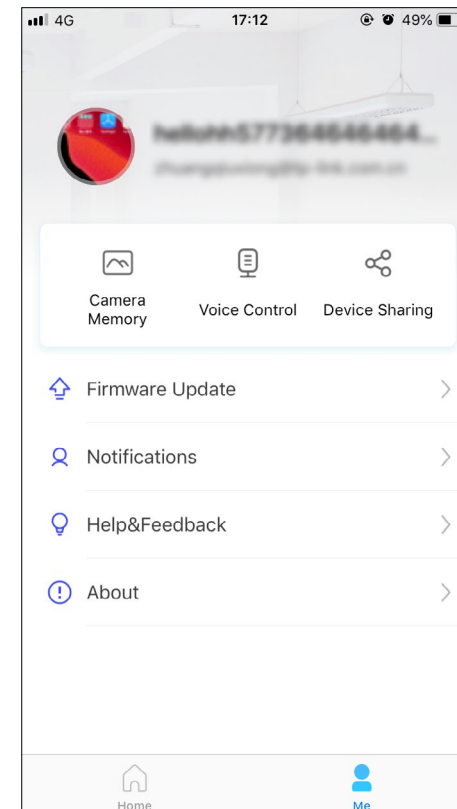 4G 17:12 49%
Camera
Memory
Voice Control
Device Sharing
Firmware Update
Notifications
Help&Feedback
About
Home
Me